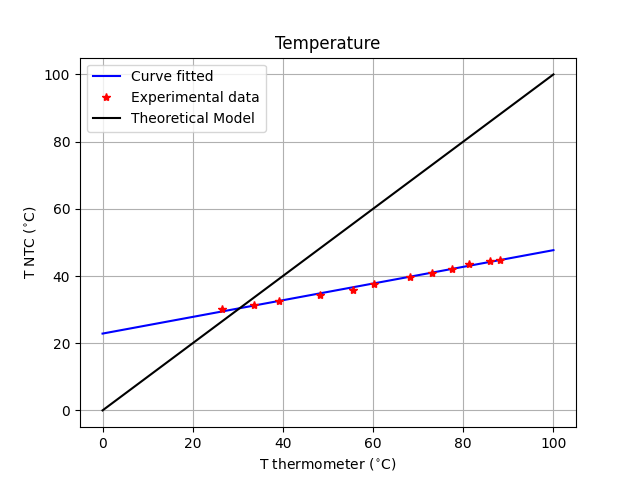 Temperature
Curve fitted
Experimental data
Theoretical Model
100
80
60
40
20
0
T NTC (°C)
0 20 40 60 80 100
T thermometer (°C)